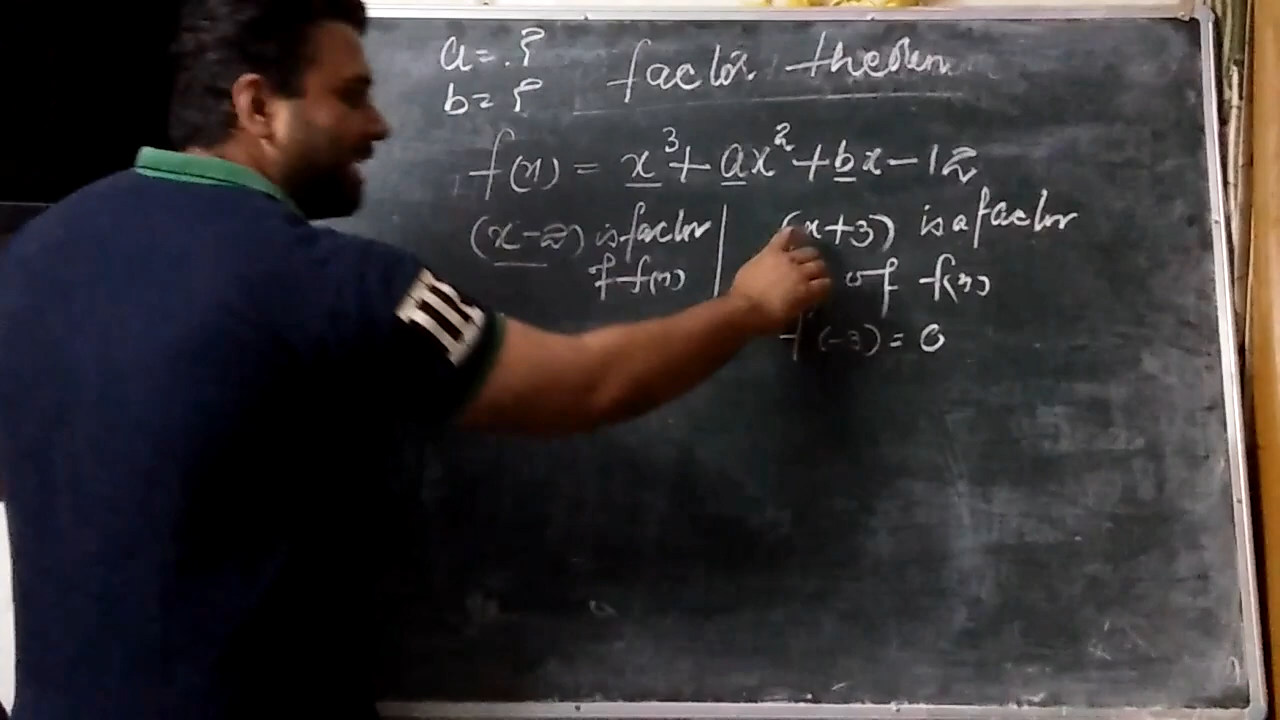 a = ?
b = ?
factor theorem
f(x) = x³ + ax² + bx - 12
(x-2) is factor
of f(x)
(x+3) is a factor
of f(x)
f(-3) = 0